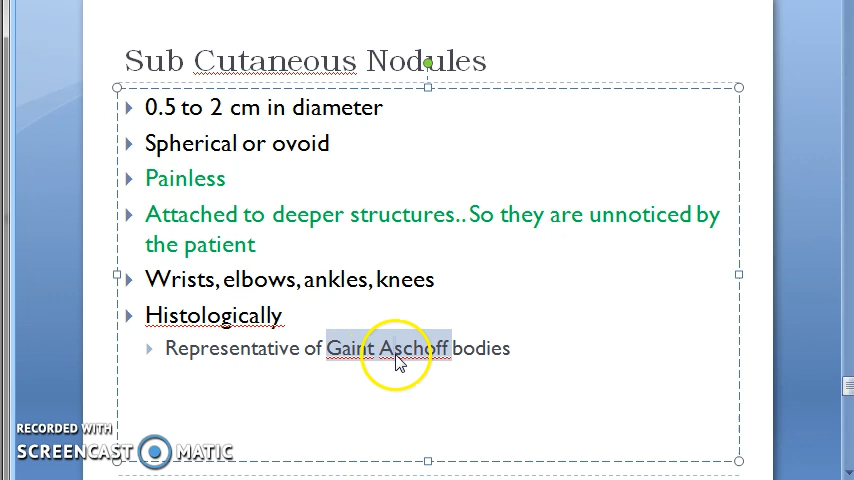 Sub Cutaneous Nodules
0.5 to 2 cm in diameter
Spherical or ovoid
Painless
Attached to deeper structures.. So they are unnoticed by
the patient
Wrists, elbows, ankles, knees
Histologically
Representative of Gaint Aschoff bodies
RECORDED WITH
SCREENCAST MATIC